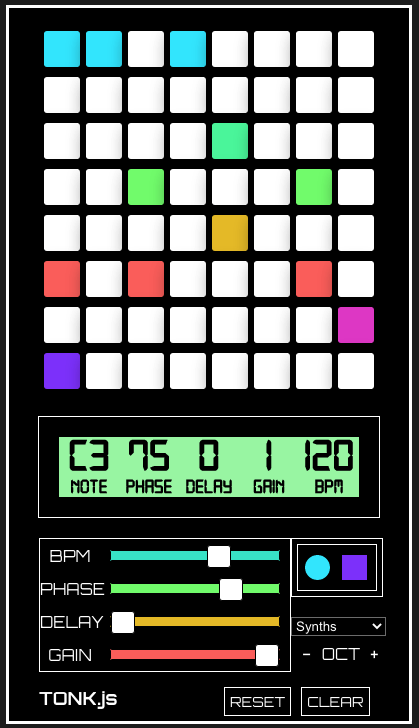 C3 75 0 1 120
NOTE PHASE DELAY GAIN BPM
BPM
PHASE
DELAY
GAIN
Synths
- OCT +
TONK.js RESET CLEAR